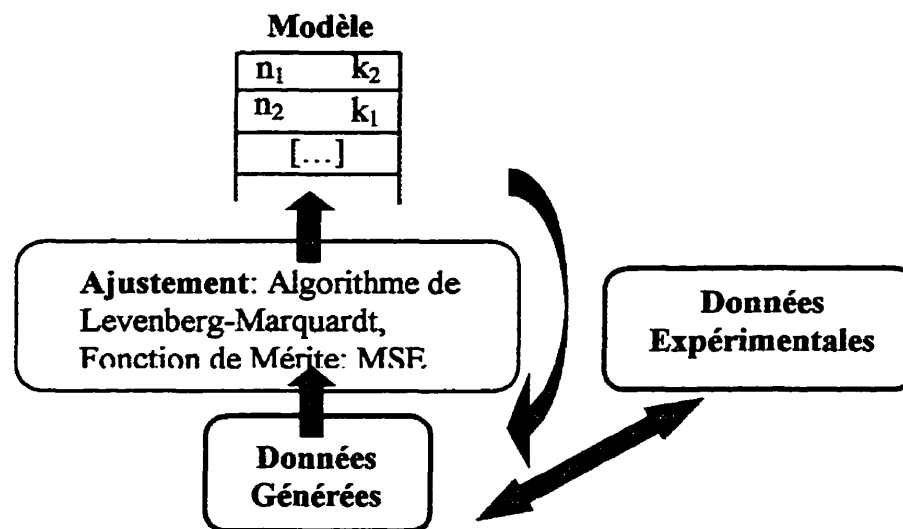 Modèle
n₁ k₂
n₂ k₁
[...]
Ajustement: Algorithme de
Levenberg-Marquardt,
Fonction de Mérite: MSE.
Données
Expérimentales
Données
Générées